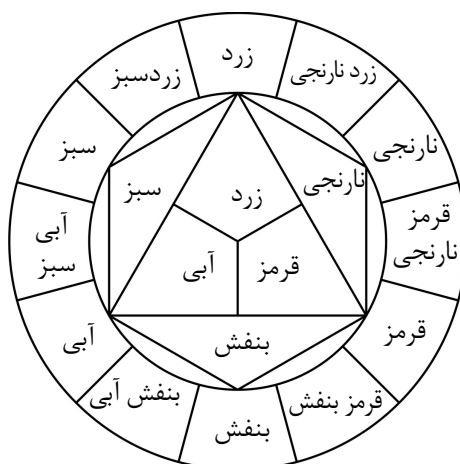 زرد
زرد نارنجی
نارنجی
قرمز
نارنجی
قرمز
قرمز بنفش
بنفش
بنفش آبی
آبی
آبی
سبز
سبز
زردسبز
زرد
نارنجی
سبز
قرمز
آبی
بنفش